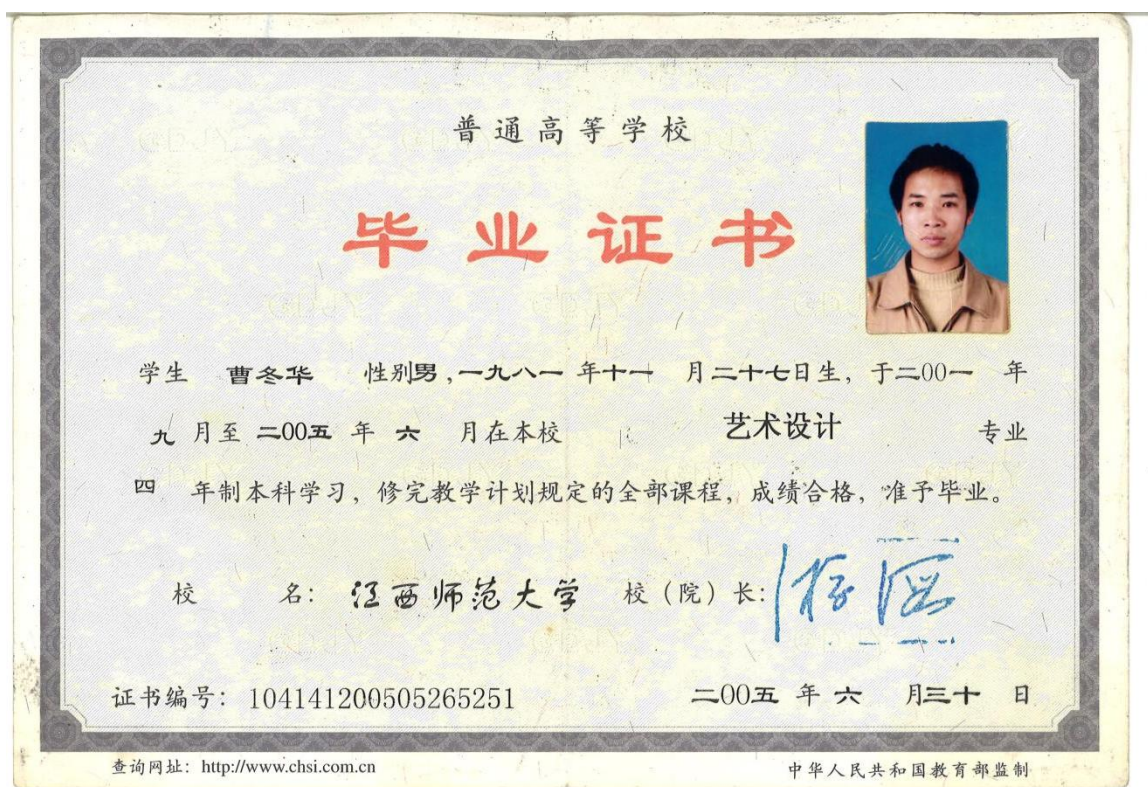 普通高等学校
毕业证书
学生 曹冬华 性别男，一九八一 年十一 月二十七日生，于二00一 年
九 月至 二00五 年 六 月在本校 艺术设计 专业
四 年制本科学习，修完教学计划规定的全部课程，成绩合格，准予毕业。
校 名：江西师范大学 校（院）长：
证书编号：104141200505265251 二00五 年 六 月三十 日
查询网址：http://www.chsi.com.cn 中华人民共和国教育部监制